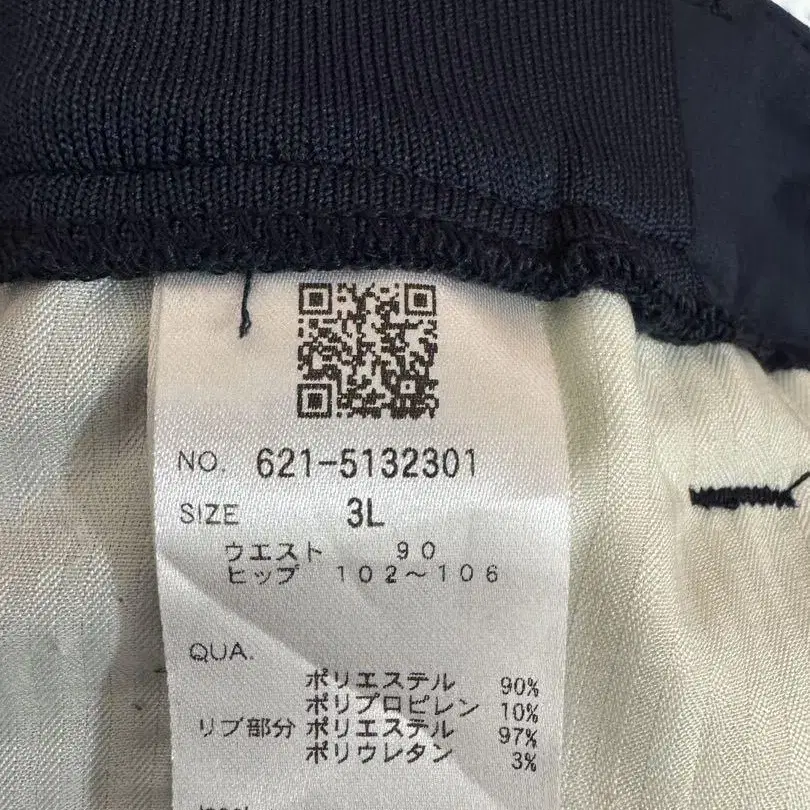 NO. 621-5132301
SIZE 3L
ウエスト 90
ヒップ 102〜106
QUA.
ポリエステル 90%
ポリプロピレン 10%
リブ部分 ポリエステル 97%
ポリウレタン 3%